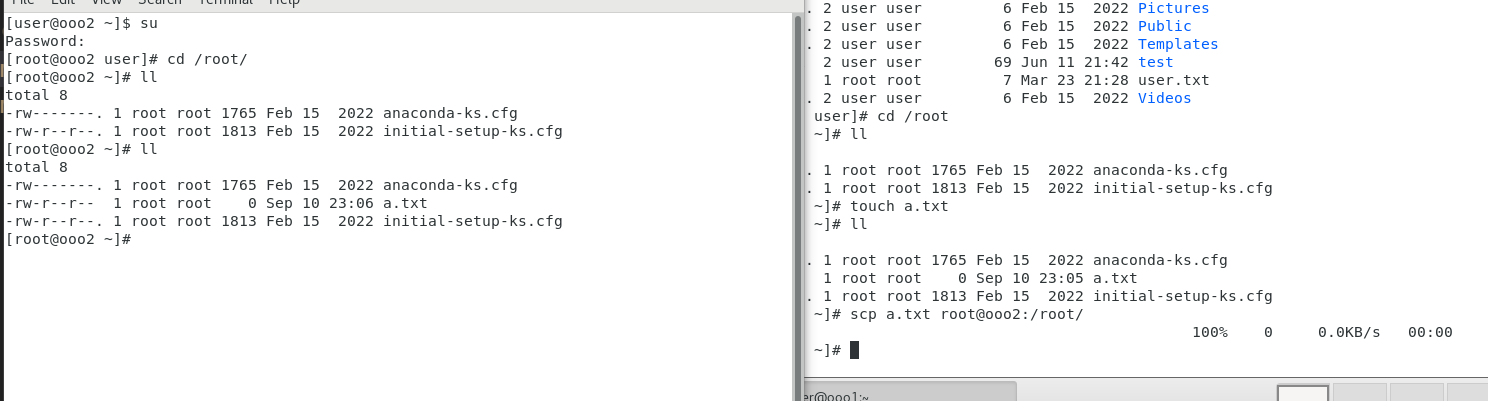 File Edit View Search Terminal Help
[user@ooo2 ~]$ su
Password:
[root@ooo2 user]# cd /root/
[root@ooo2 ~]# ll
total 8
-rw-------. 1 root root 1765 Feb 15  2022 anaconda-ks.cfg
-rw-r--r--. 1 root root 1813 Feb 15  2022 initial-setup-ks.cfg
[root@ooo2 ~]# ll
total 8
-rw-------. 1 root root 1765 Feb 15  2022 anaconda-ks.cfg
-rw-r--r--  1 root root    0 Sep 10 23:06 a.txt
-rw-r--r--. 1 root root 1813 Feb 15  2022 initial-setup-ks.cfg
[root@ooo2 ~]#
. 2 user user         6 Feb 15  2022 Pictures
. 2 user user         6 Feb 15  2022 Public
. 2 user user         6 Feb 15  2022 Templates
  2 user user        69 Jun 11 21:42 test
  1 root root         7 Mar 23 21:28 user.txt
. 2 user user         6 Feb 15  2022 Videos
user]# cd /root
~]# ll
. 1 root root 1765 Feb 15  2022 anaconda-ks.cfg
. 1 root root 1813 Feb 15  2022 initial-setup-ks.cfg
~]# touch a.txt
~]# ll
. 1 root root 1765 Feb 15  2022 anaconda-ks.cfg
  1 root root    0 Sep 10 23:05 a.txt
. 1 root root 1813 Feb 15  2022 initial-setup-ks.cfg
~]# scp a.txt root@ooo2:/root/
100%    0     0.0KB/s   00:00
~]#
er@ooo1:~